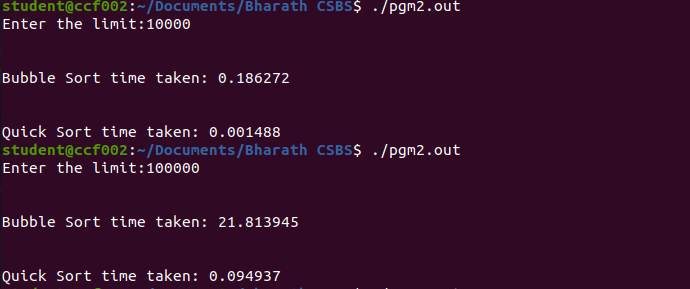 student@ccf002:~/Documents/Bharath CSBS$ ./pgm2.out
Enter the limit:10000
Bubble Sort time taken: 0.186272
Quick Sort time taken: 0.001488
student@ccf002:~/Documents/Bharath CSBS$ ./pgm2.out
Enter the limit:100000
Bubble Sort time taken: 21.813945
Quick Sort time taken: 0.094937